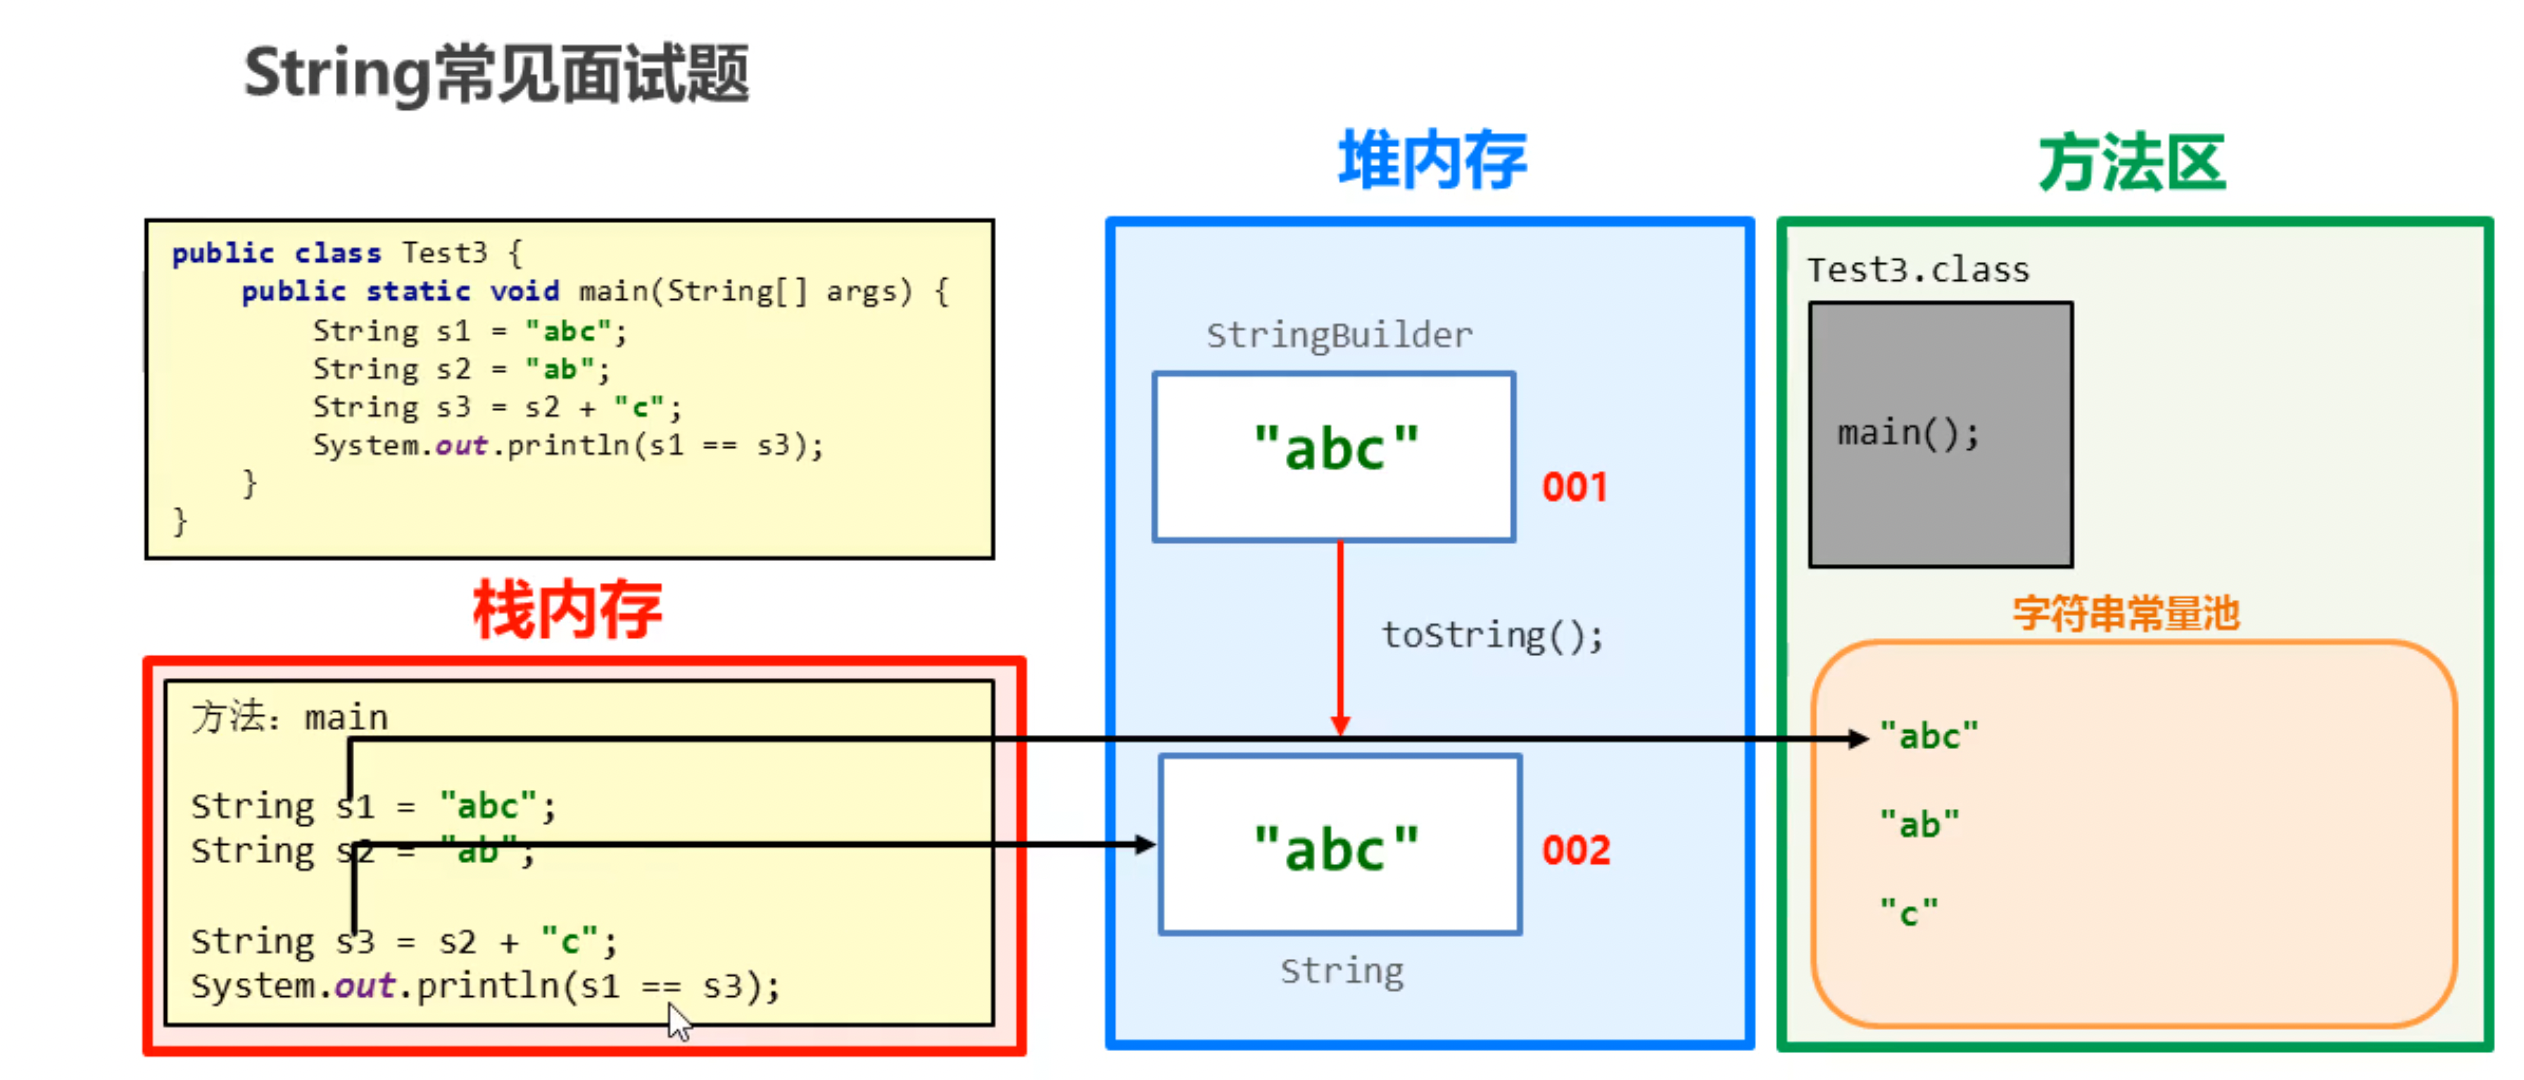 String常见面试题
public class Test3 {
public static void main(String[] args) {
String s1 = "abc";
String s2 = "ab";
String s3 = s2 + "c";
System.out.println(s1 == s3);
}
}
栈内存
方法：main
String s1 = "abc";
String s2 = "ab";
String s3 = s2 + "c";
System.out.println(s1 == s3);
堆内存
StringBuilder
"abc"
001
toString();
"abc"
002
String
方法区
Test3.class
main();
字符串常量池
"abc"
"ab"
"c"